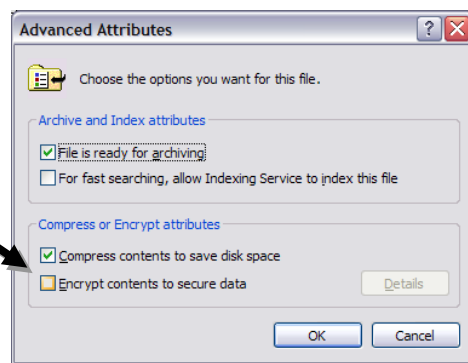 Advanced Attributes
Choose the options you want for this file.
Archive and Index attributes
File is ready for archiving
For fast searching, allow Indexing Service to index this file
Compress or Encrypt attributes
Compress contents to save disk space
Encrypt contents to secure data
Details
OK
Cancel